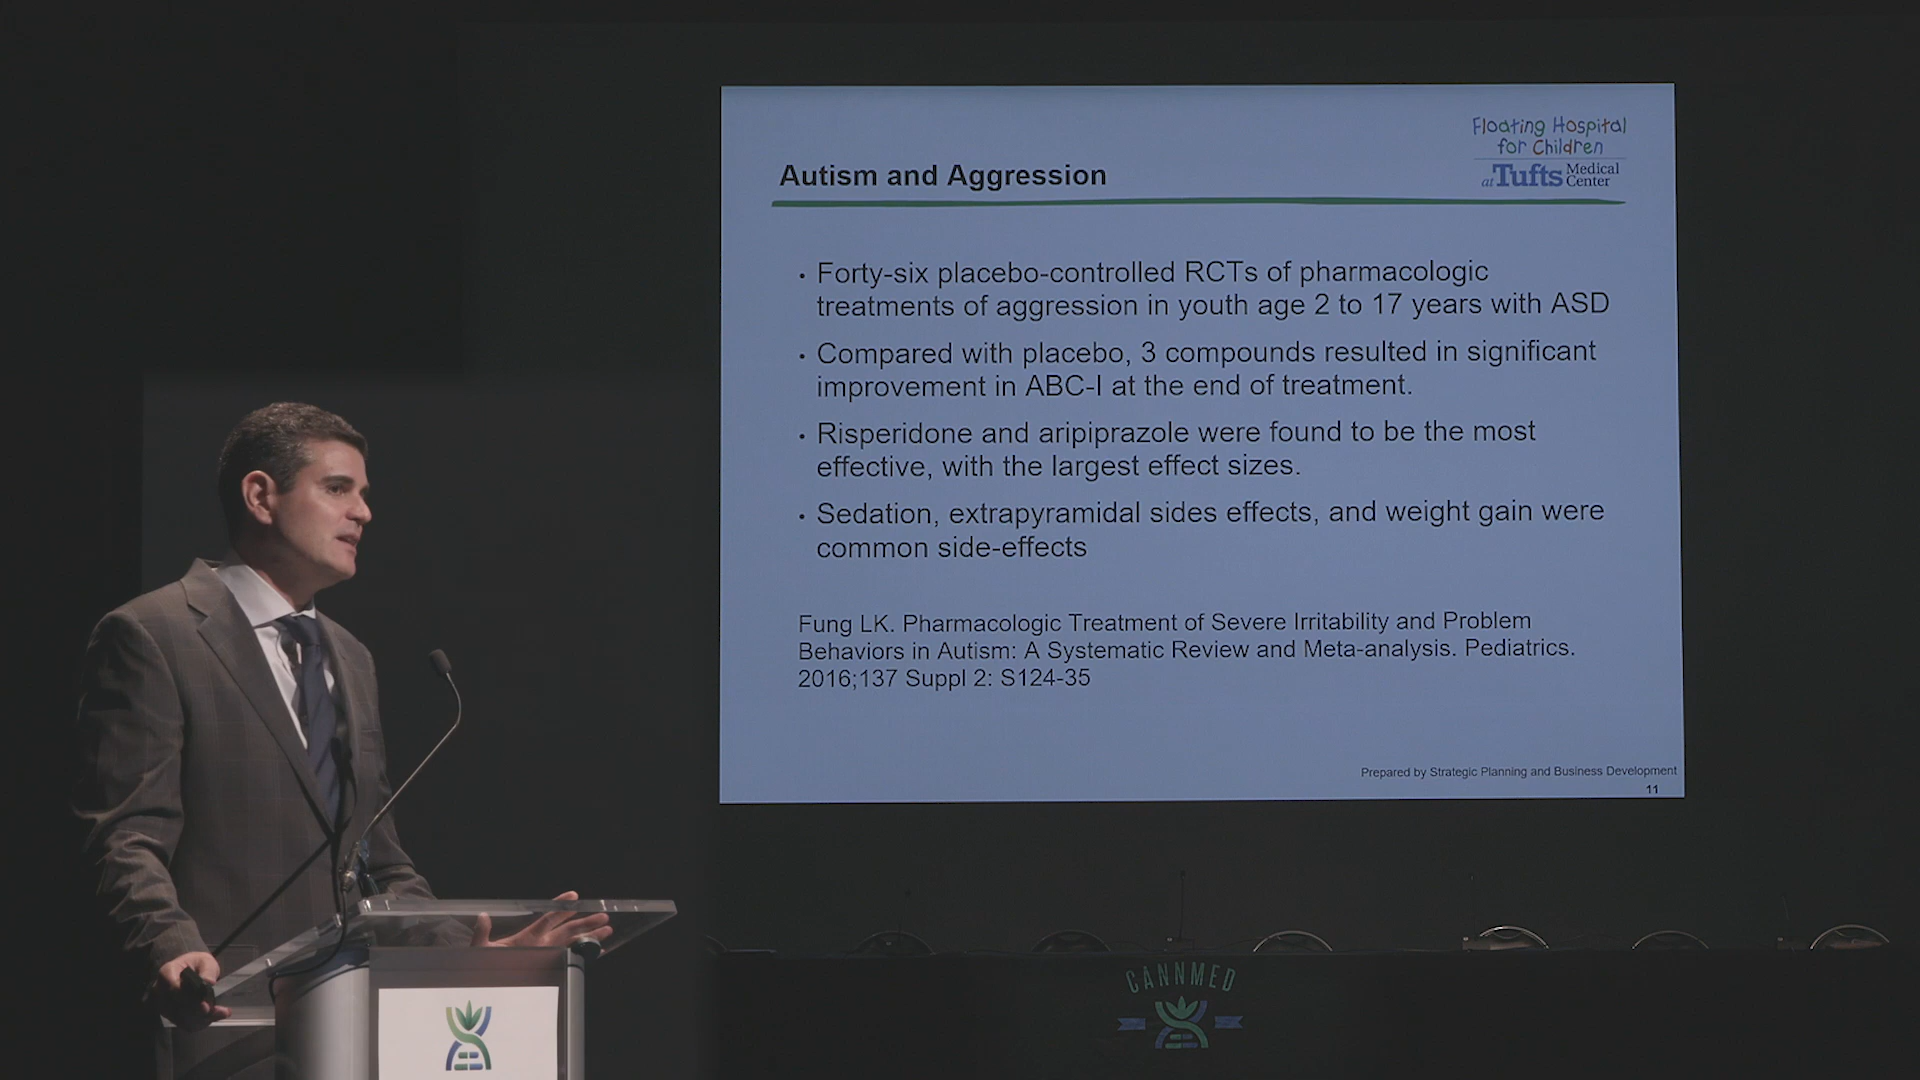 Floating Hospital
for Children
at Tufts Medical Center
Autism and Aggression
• Forty-six placebo-controlled RCTs of pharmacologic
treatments of aggression in youth age 2 to 17 years with ASD
• Compared with placebo, 3 compounds resulted in significant
improvement in ABC-I at the end of treatment.
• Risperidone and aripiprazole were found to be the most
effective, with the largest effect sizes.
• Sedation, extrapyramidal sides effects, and weight gain were
common side-effects
Fung LK. Pharmacologic Treatment of Severe Irritability and Problem
Behaviors in Autism: A Systematic Review and Meta-analysis. Pediatrics.
2016;137 Suppl 2: S124-35
Prepared by Strategic Planning and Business Development
11
CANNMED